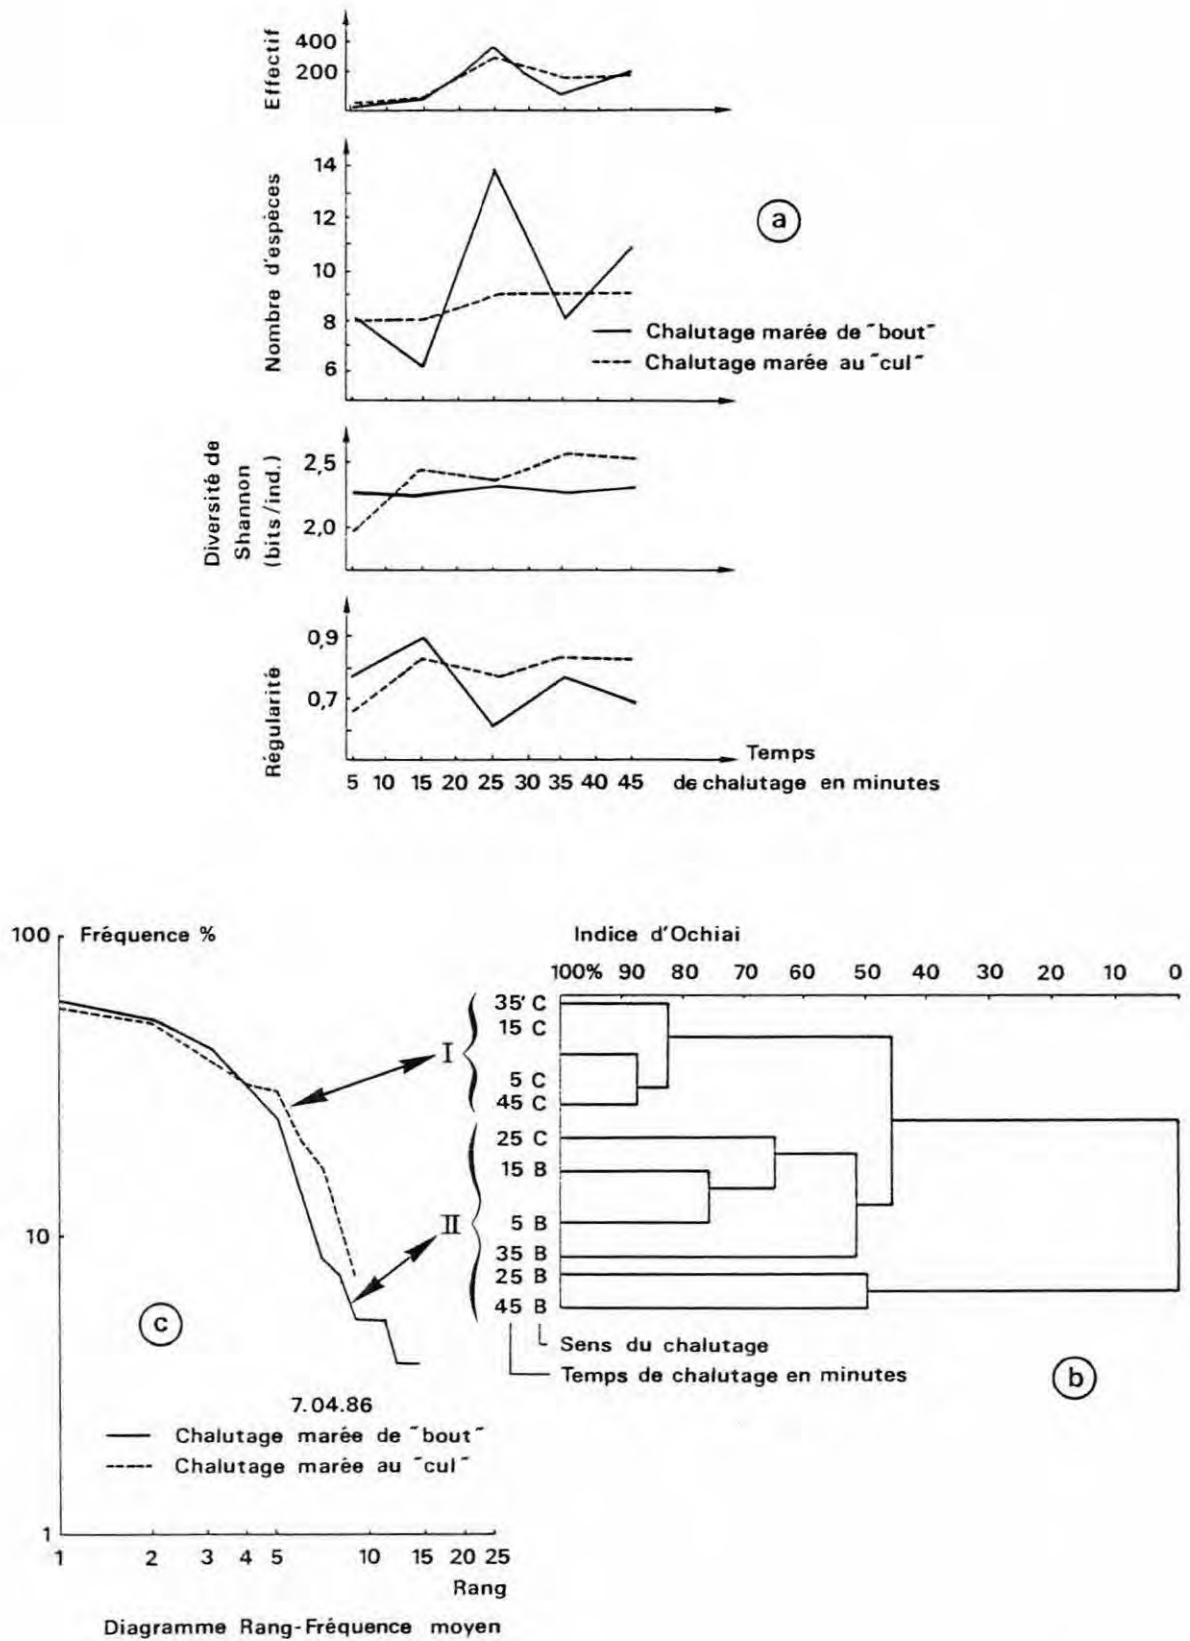 Effectif
400
200
Nombre d'espèces
14
12
10
8
6
a
Chalutage marée de "bout"
Chalutage marée au "cul"
Diversité de
Shannon
(bits/ind.)
2,5
2,0
Régularité
0,9
0,7
5 10 15 20 25 30 35 40 45
Temps
de chalutage en minutes
100 Fréquence %
10
1
1 2 3 4 5 10 15 20 25
Rang
c
7.04.86
Chalutage marée de "bout"
Chalutage marée au "cul"
Diagramme Rang-Fréquence moyen
Indice d'Ochiai
100% 90 80 70 60 50 40 30 20 10 0
I
35' C
15 C
5 C
45 C
II
25 C
15 B
5 B
35 B
25 B
45 B
Sens du chalutage
Temps de chalutage en minutes
b